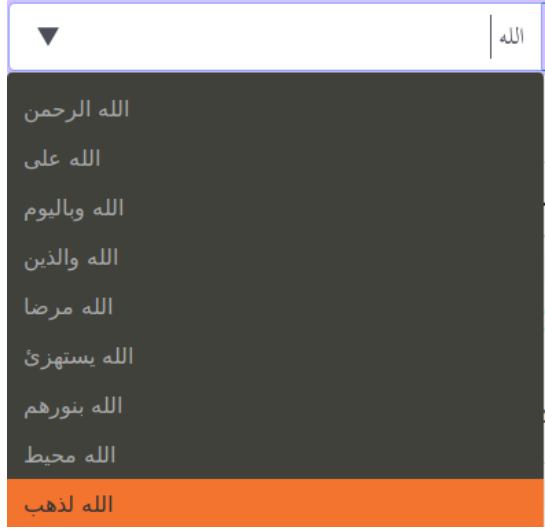 الله
الله الرحمن
الله على
الله وباليوم
الله والذين
الله مرضا
الله يستهزئ
الله بنورهم
الله محيط
الله لذهب